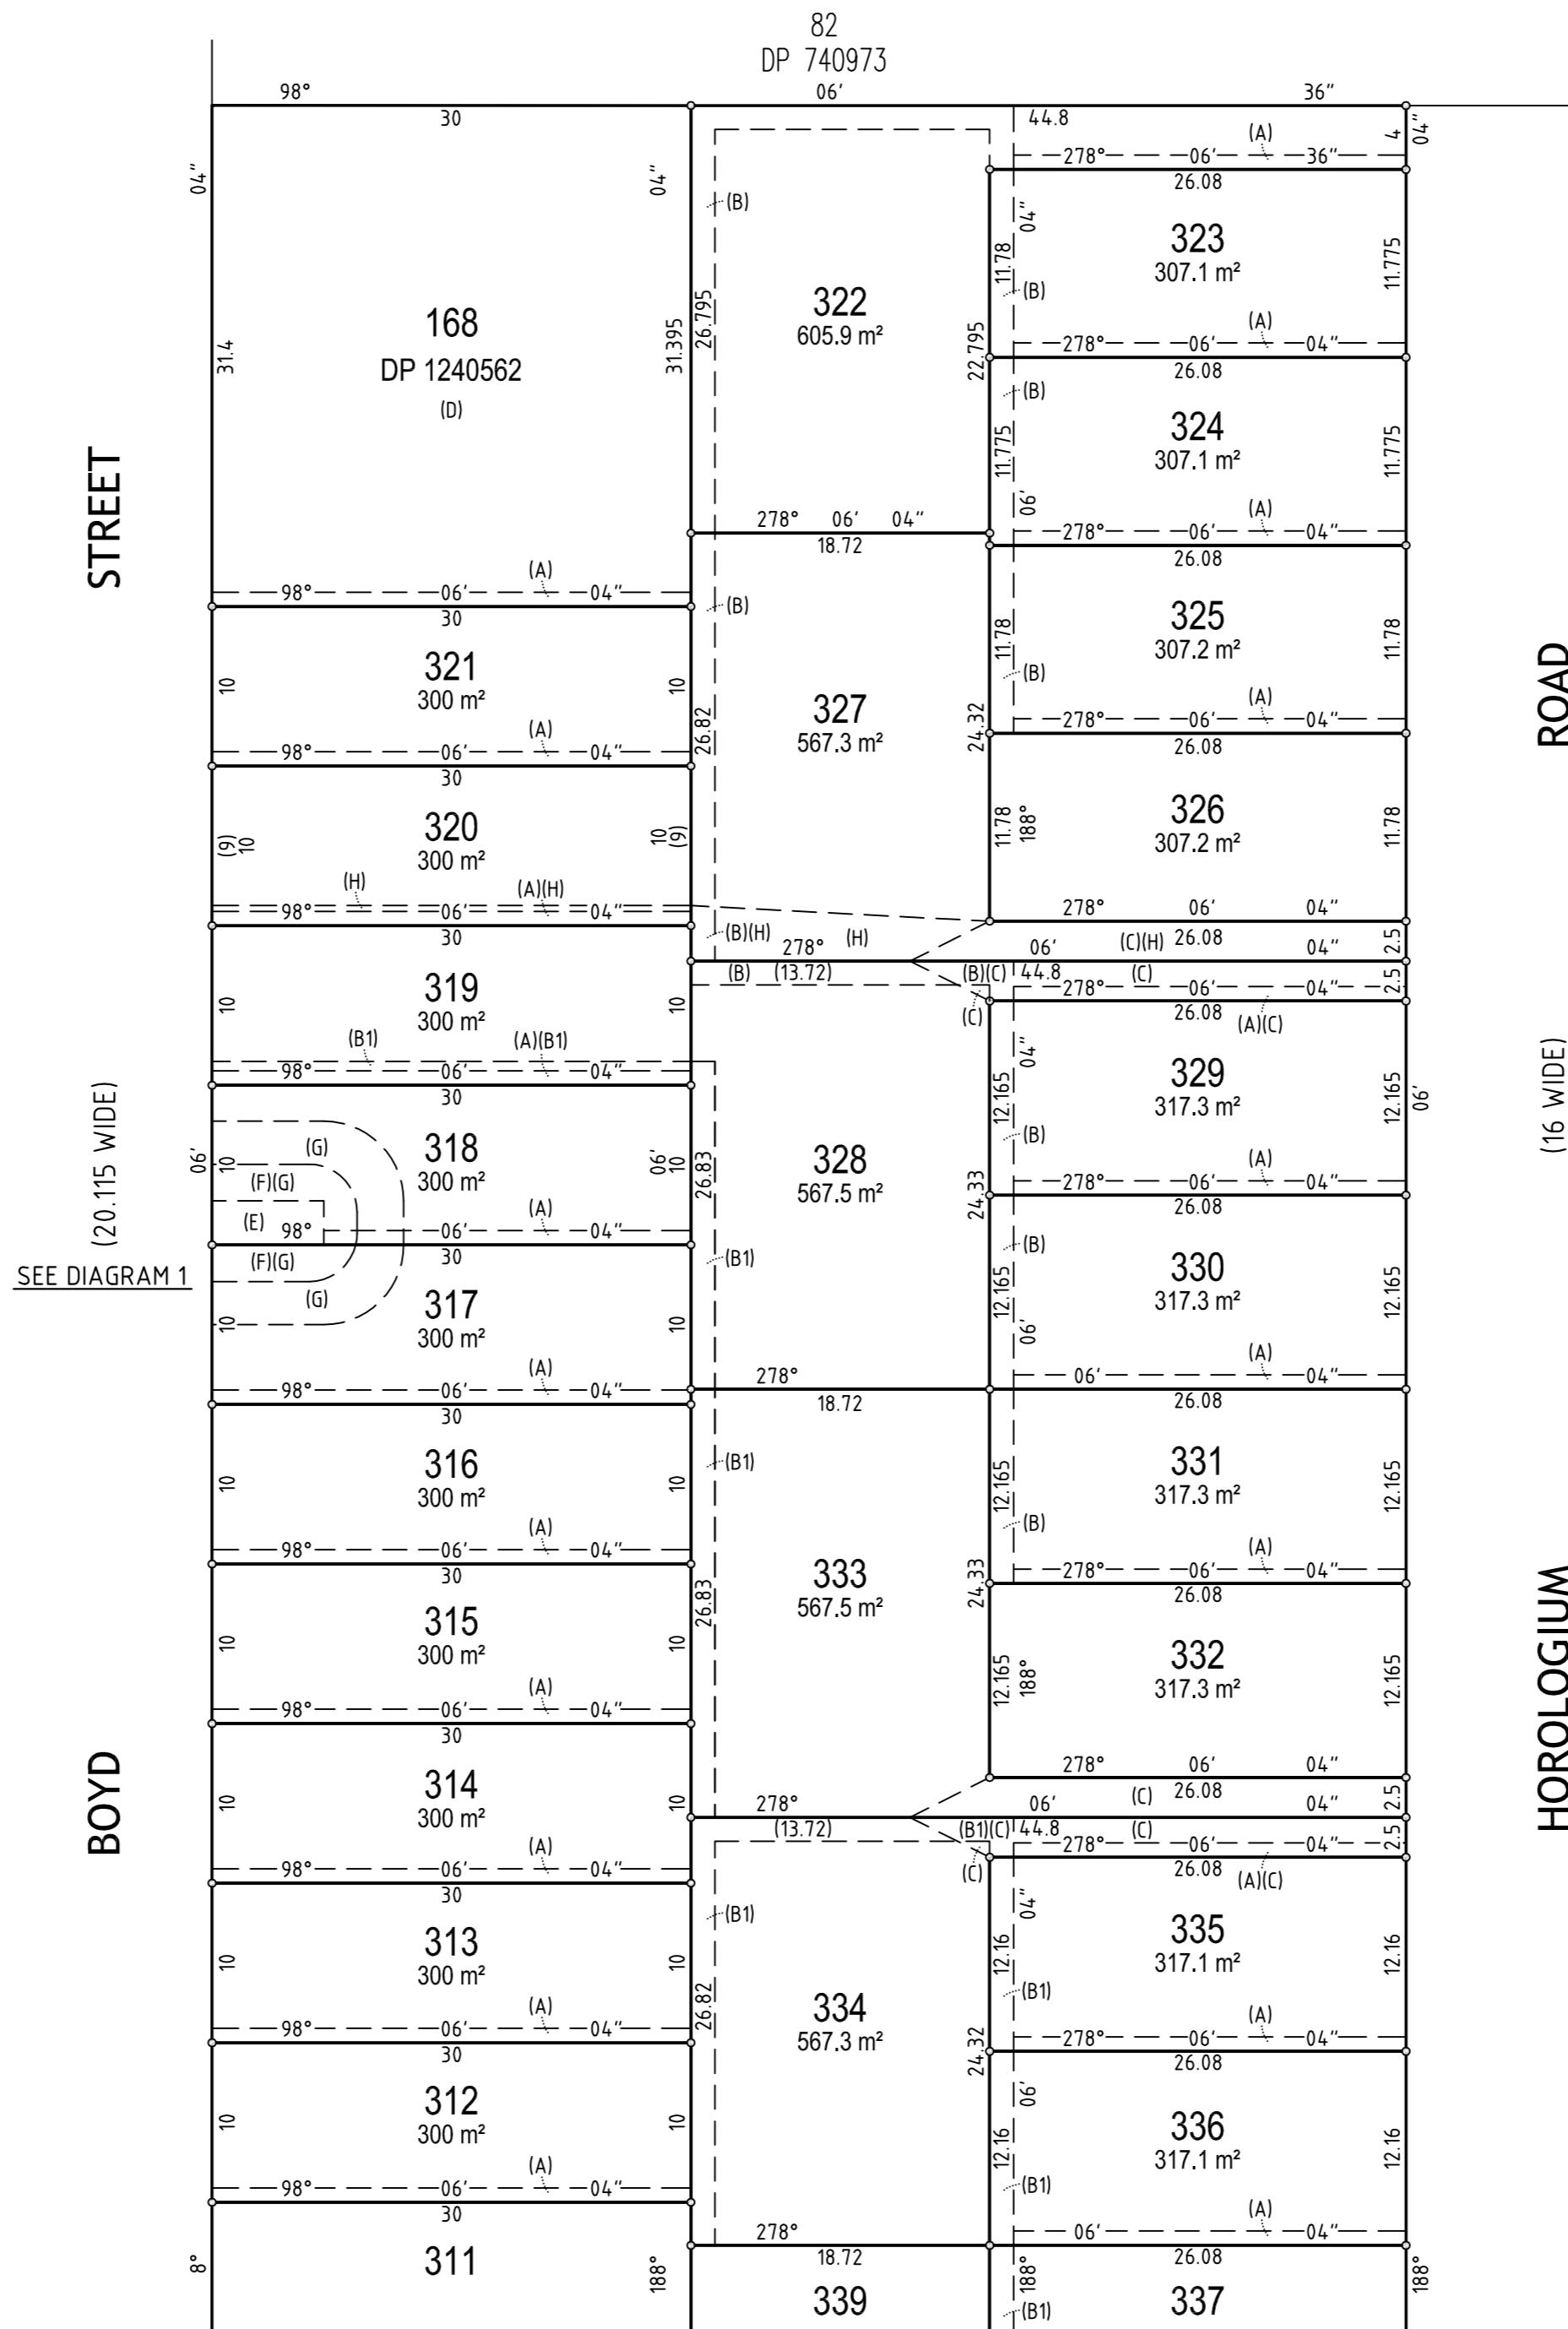 82
DP 740973
98° 06' 36"
30
44.8
04"
31.4
04"
31.395
168
DP 1240562
(D)
(B)
26.795
322
605.9 m²
22.795
4
04"
(A)
278° 06' 36"
26.08
04"
11.78
(B)
323
307.1 m²
11.775
(A)
278° 06' 04"
26.08
(B)
11.775
06'
324
307.1 m²
11.775
(A)
278° 06' 04"
26.08
278° 06' 04"
18.72
STREET
(A)
98° 06' 04"
30
(B)
11.78
(B)
325
307.2 m²
11.78
ROAD
10
321
300 m²
10
26.82
327
567.3 m²
24.32
(A)
278° 06' 04"
26.08
(A)
98° 06' 04"
30
(9)
10
320
300 m²
10
(9)
11.78
188°
326
307.2 m²
11.78
(H)
(A)(H)
98° 06' 04"
30
278° 06' 04"
26.08
(B)(H)
(H)
(C)(H)
2.5
278° 06' 04"
(B)
(13.72)
(B)(C)
44.8
(C)
2.5
278° 06' 04"
26.08
(C)
(A)(C)
10
319
300 m²
10
(B1)
(A)(B1)
98° 06' 04"
30
04"
12.165
(B)
329
317.3 m²
12.165
06'
(20.115 WIDE)
(16 WIDE)
06'
10
(G)
(F)(G)
(E)
318
300 m²
06'
10
26.83
328
567.5 m²
24.33
(A)
278° 06' 04"
26.08
(A)
98° 06' 04"
30
SEE DIAGRAM 1
(F)(G)
(G)
10
317
300 m²
10
(B1)
(B)
12.165
06'
330
317.3 m²
12.165
(A)
98° 06' 04"
30
278°
18.72
(A)
06' 04"
26.08
10
316
300 m²
10
(B1)
12.165
(B)
331
317.3 m²
12.165
(A)
98° 06' 04"
30
26.83
333
567.5 m²
24.33
(A)
278° 06' 04"
26.08
10
315
300 m²
10
12.165
188°
332
317.3 m²
12.165
HOROLOGIUM
(A)
98° 06' 04"
30
BOYD
10
314
300 m²
10
278° 06' 04"
26.08
(C)
2.5
278° 06' 04"
(13.72)
(B1)(C)
44.8
(C)
2.5
278° 06' 04"
26.08
(C)
(A)(C)
(A)
98° 06' 04"
30
10
313
300 m²
10
(B1)
04"
12.16
(B1)
335
317.1 m²
12.16
(A)
98° 06' 04"
30
26.82
334
567.3 m²
24.32
(A)
278° 06' 04"
26.08
10
312
300 m²
10
06'
12.16
(B1)
336
317.1 m²
12.16
(A)
98° 06' 04"
30
278°
18.72
(A)
06' 04"
26.08
8°
311
188°
339
188°
(B1)
337
188°